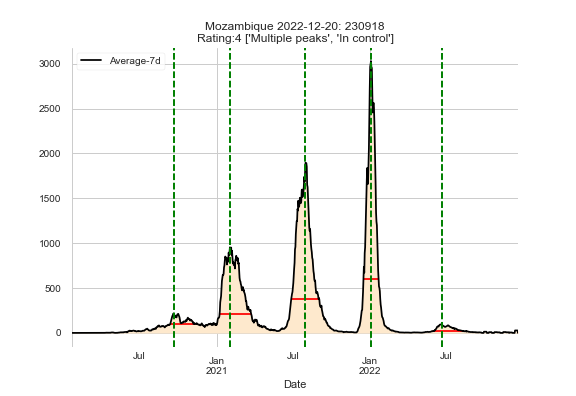 Mozambique 2022-12-20: 230918
Rating:4 ['Multiple peaks', 'In control']
Average-7d
3000
2500
2000
1500
1000
500
0
Jul
Jan
2021
Jul
Jan
2022
Jul
Date